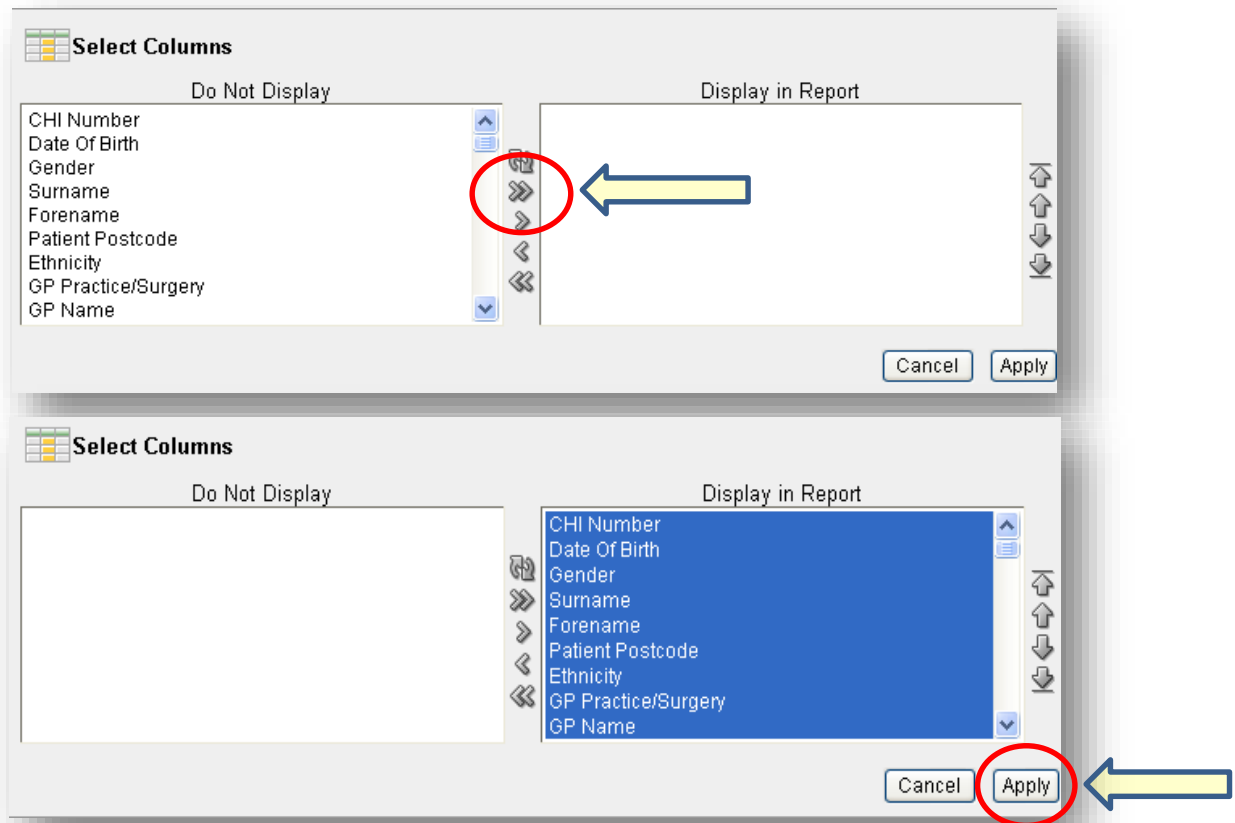 Select Columns
Do Not Display
Display in Report
CHI Number
Date Of Birth
Gender
Surname
Forename
Patient Postcode
Ethnicity
GP Practice/Surgery
GP Name
Cancel
Apply
Select Columns
Do Not Display
Display in Report
CHI Number
Date Of Birth
Gender
Surname
Forename
Patient Postcode
Ethnicity
GP Practice/Surgery
GP Name
Cancel
Apply